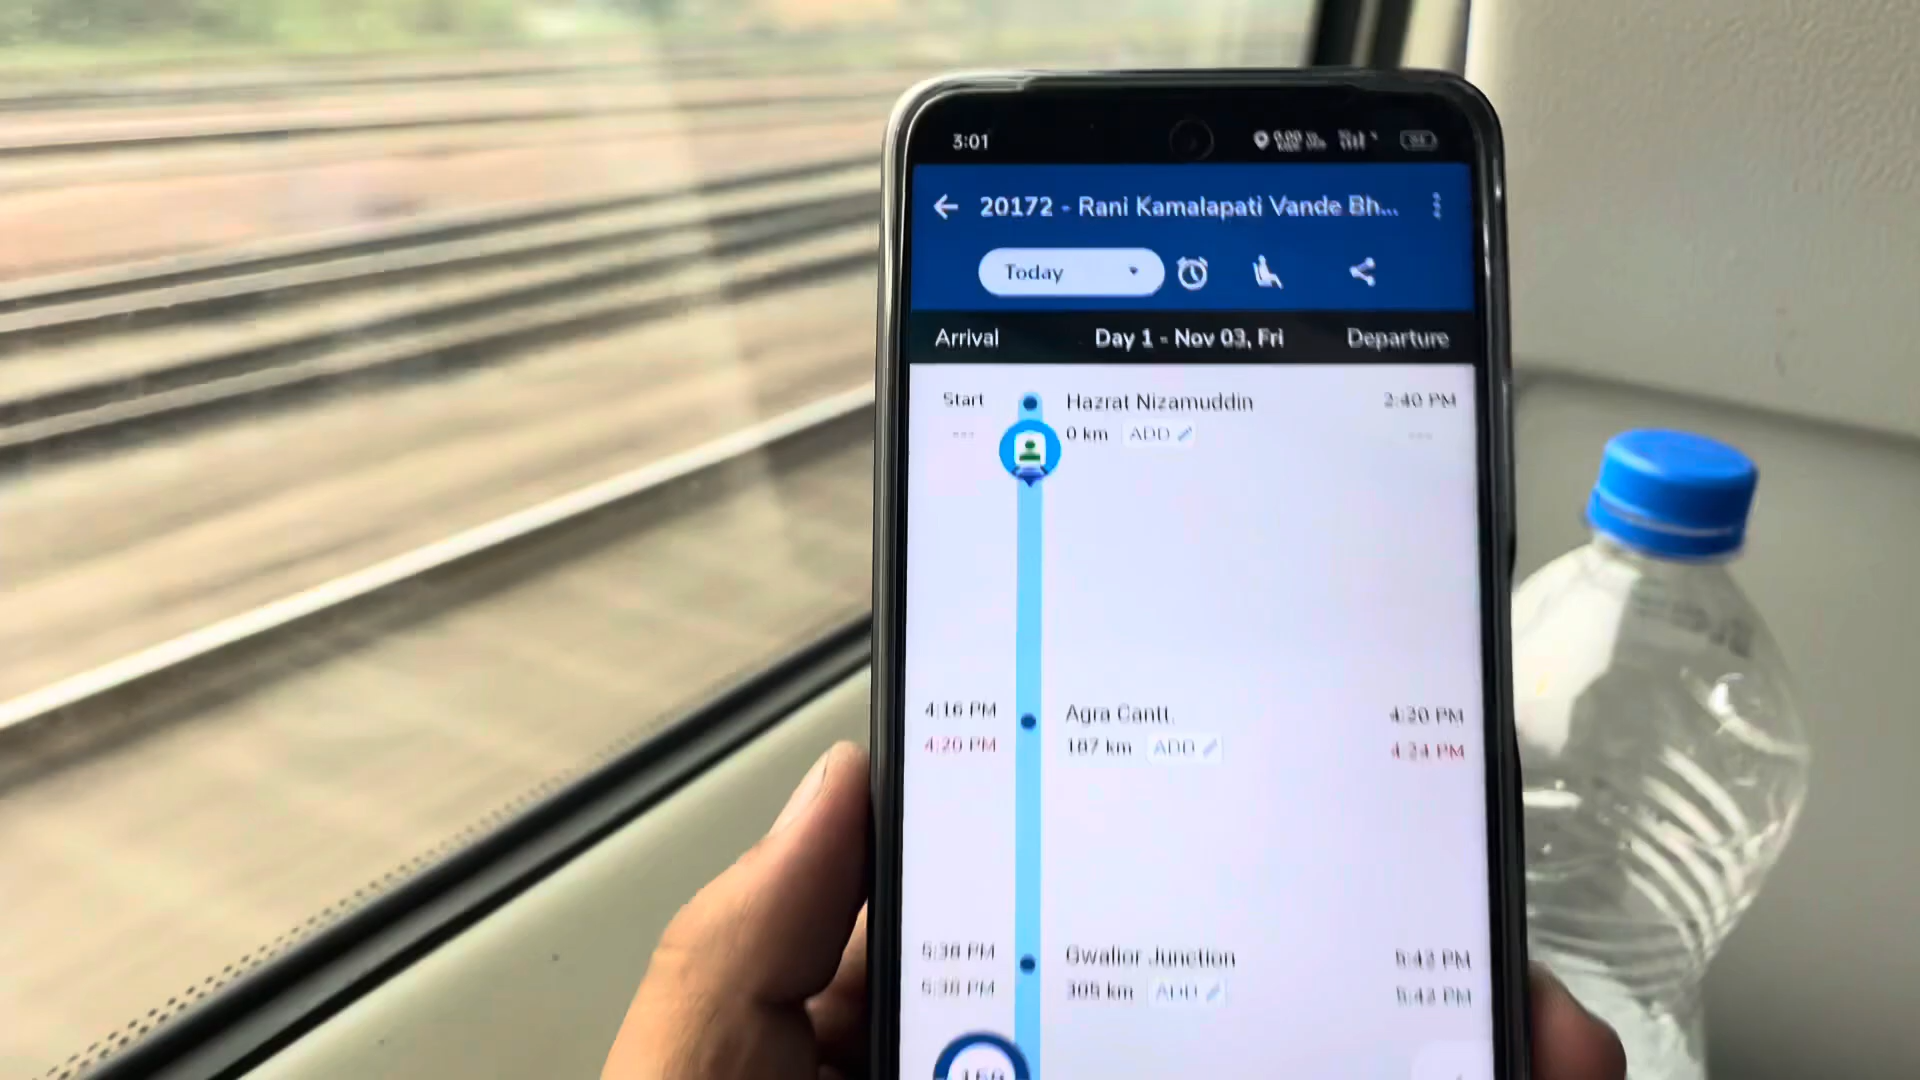 3:01
20172 - Rani Kamalapati Vande Bh...
Today
Arrival Day 1 - Nov 03, Fri Departure
Start Hazrat Nizamuddin 2:40 PM
0 km ADD
4:16 PM Agra Cantt. 4:20 PM
4:20 PM 187 km ADD 4:24 PM
5:38 PM Gwalior Junction 5:42 PM
5:38 PM 305 km ADD 5:42 PM